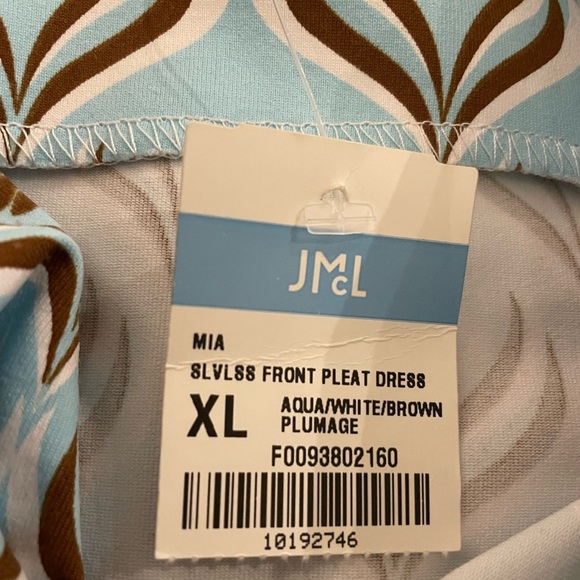 JMcL
MIA
SLVLSS FRONT PLEAT DRESS
XL
AQUA/WHITE/BROWN
PLUMAGE
F0093802160
10192746